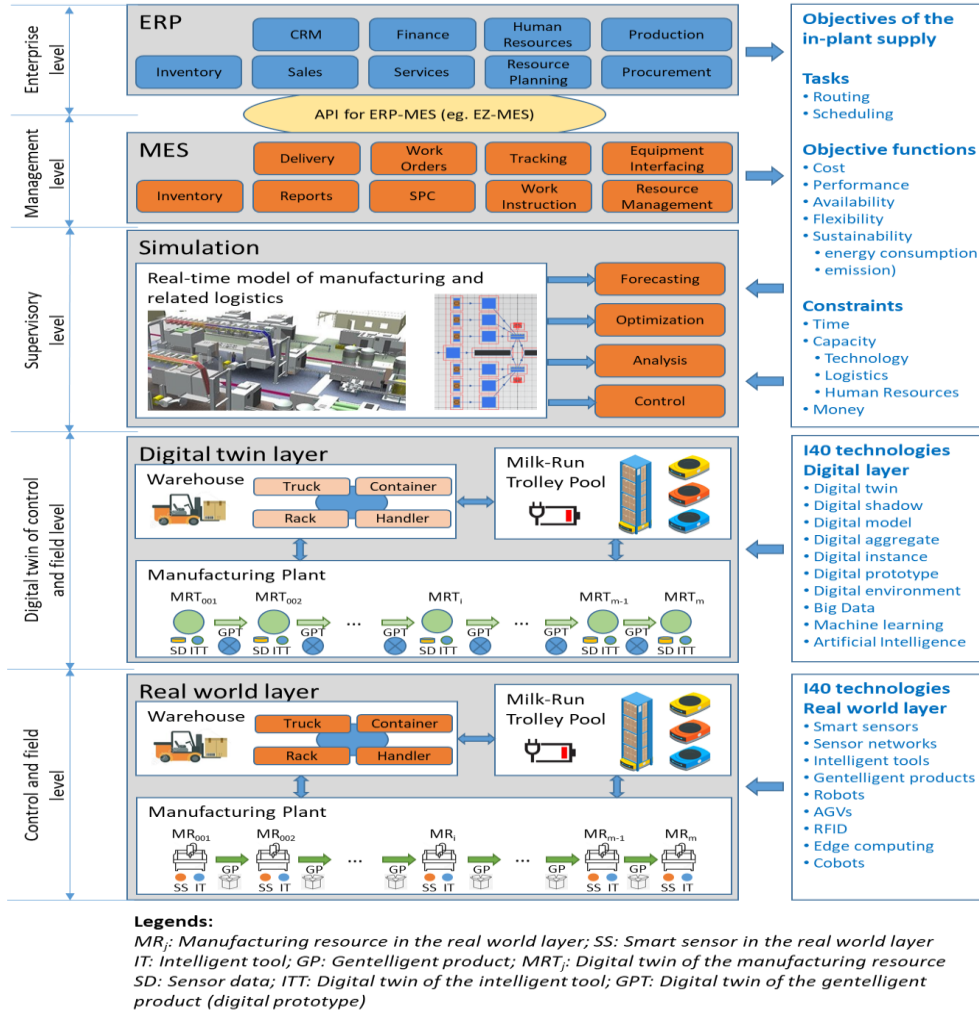 Enterprise
level
ERP
CRM
Finance
Human
Resources
Production
Inventory
Sales
Services
Resource
Planning
Procurement
API for ERP-MES (eg. EZ-MES)
Management
level
MES
Delivery
Work
Orders
Tracking
Equipment
Interfacing
Inventory
Reports
SPC
Work
Instruction
Resource
Management
Supervisory
level
Simulation
Real-time model of manufacturing and
related logistics
Forecasting
Optimization
Analysis
Control
Objectives of the
in-plant supply
Tasks
• Routing
• Scheduling
Objective functions
• Cost
• Performance
• Availability
• Flexibility
• Sustainability
• energy consumption
• emission)
Constraints
• Time
• Capacity
• Technology
• Logistics
• Human Resources
• Money
Digital twin of control
and field level
Digital twin layer
Warehouse
Truck
Container
Rack
Handler
Milk-Run
Trolley Pool
Manufacturing Plant
MRT001
MRT002
MRTi
MRTm-1
MRTm
...
...
GPT
GPT
GPT
GPT
GPT
GPT
SD ITT
SD ITT
SD ITT
SD ITT
SD ITT
I40 technologies
Digital layer
• Digital twin
• Digital shadow
• Digital model
• Digital aggregate
• Digital instance
• Digital prototype
• Digital environment
• Big Data
• Machine learning
• Artificial Intelligence
Control and field
level
Real world layer
Warehouse
Truck
Container
Rack
Handler
Milk-Run
Trolley Pool
Manufacturing Plant
MR001
MR002
MRi
MRm-1
MRm
...
...
GP
GP
GP
GP
GP
GP
SS IT
SS IT
SS IT
SS IT
SS IT
I40 technologies
Real world layer
• Smart sensors
• Sensor networks
• Intelligent tools
• Gentelligent products
• Robots
• AGVs
• RFID
• Edge computing
• Cobots
Legends:
MRj: Manufacturing resource in the real world layer; SS: Smart sensor in the real world layer
IT: Intelligent tool; GP: Gentelligent product; MRTj: Digital twin of the manufacturing resource
SD: Sensor data; ITT: Digital twin of the intelligent tool; GPT: Digital twin of the gentelligent
product (digital prototype)